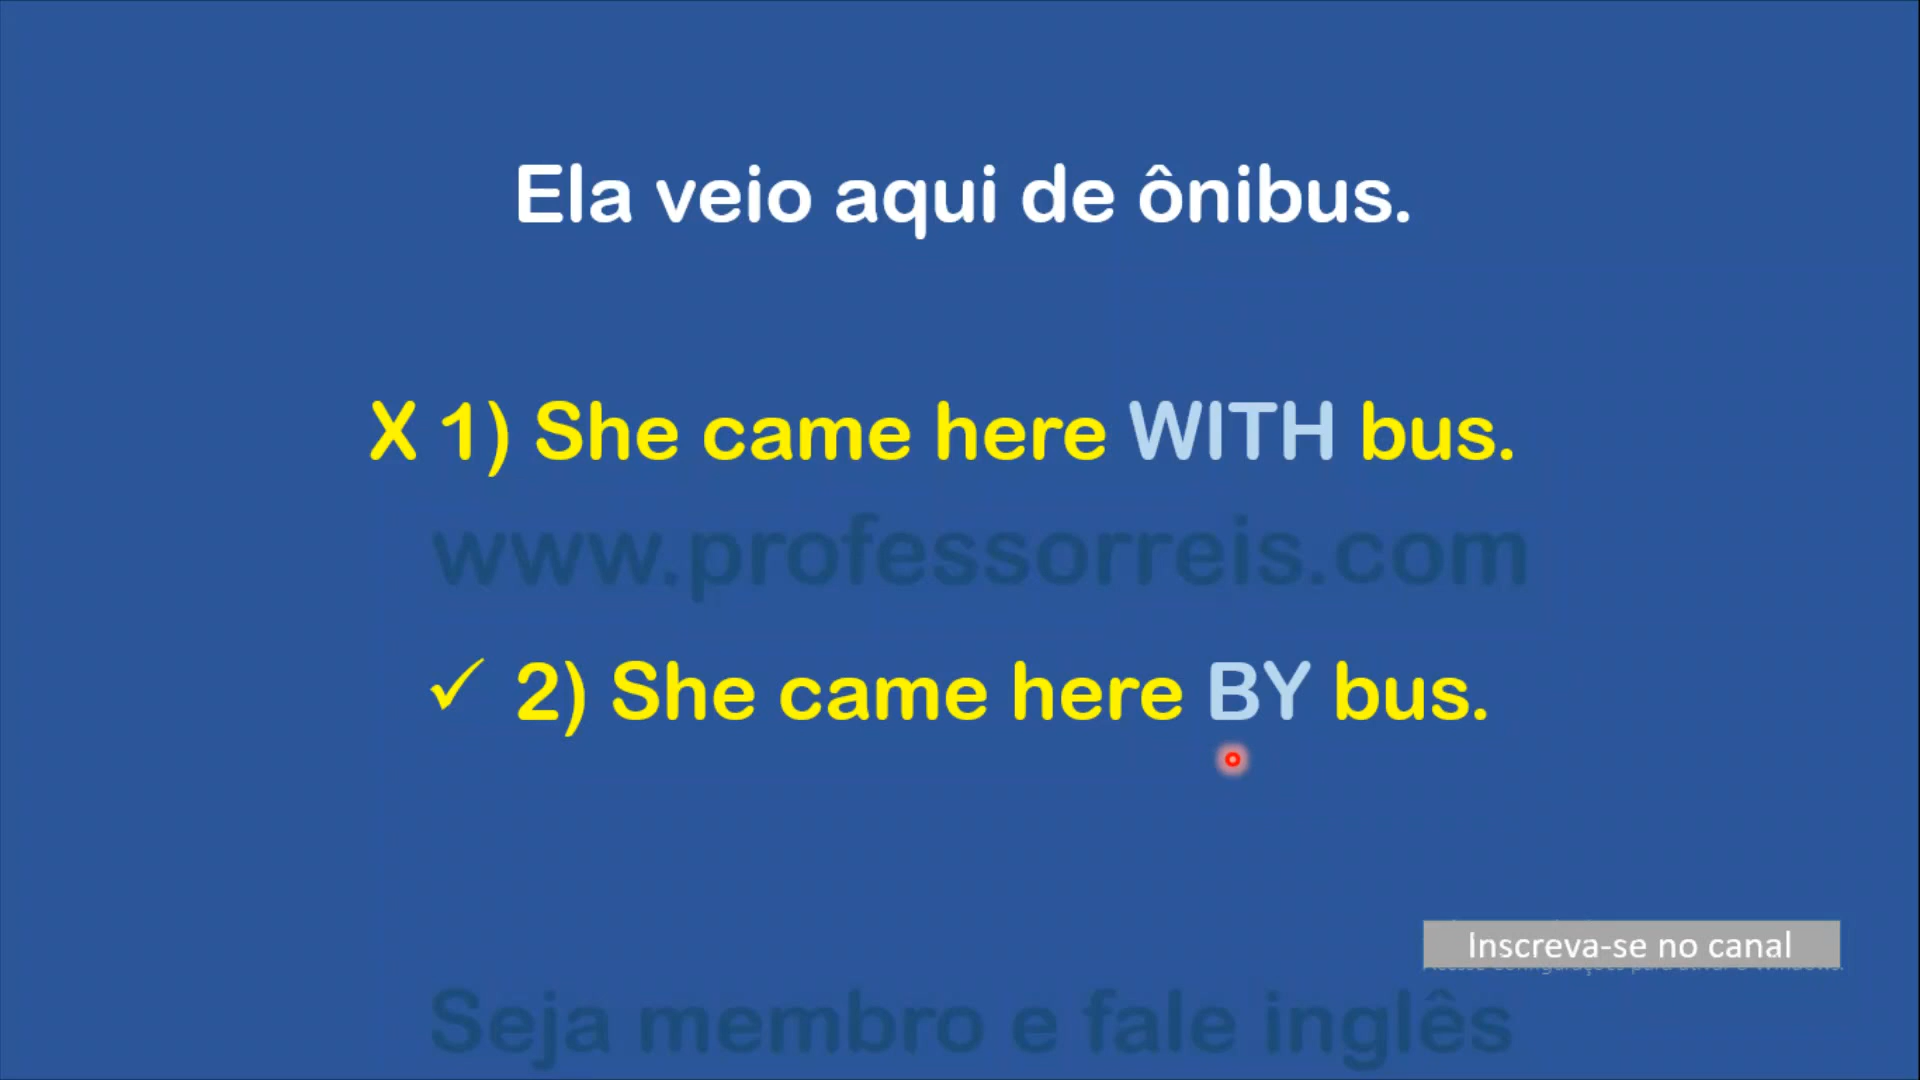 Ela veio aqui de ônibus.
X 1) She came here WITH bus.
www.professorreis.com
✓ 2) She came here BY bus.
Inscreva-se no canal
Seja membro e fale inglês